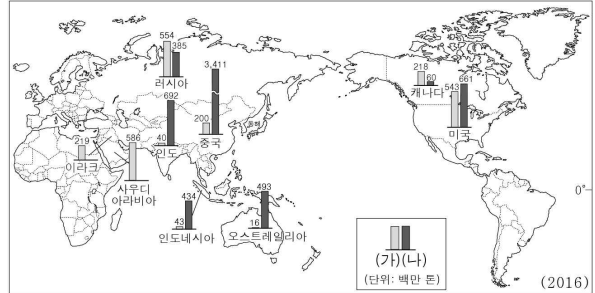 554
385
러시아
3,411
200
중국
692
40
인도
동해
219
이라크
586
사우디
아라비아
434
43
인도네시아
493
16
오스트레일리아
218
60
캐나다
543
661
미국
0°
(가)(나)
(단위: 백만 톤)
(2016)